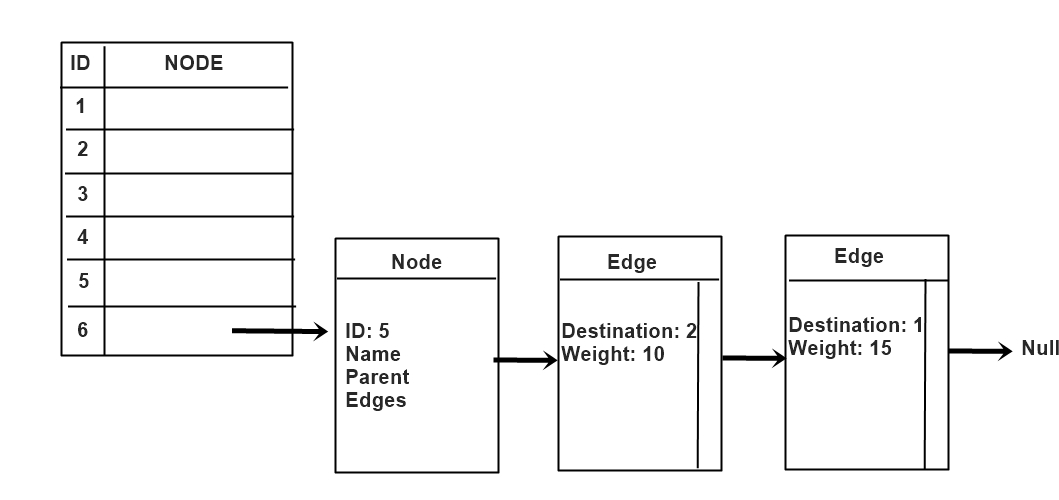 ID NODE
1
2
3
4
5
6
Node
ID: 5
Name
Parent
Edges
Edge
Destination: 2
Weight: 10
Edge
Destination: 1
Weight: 15
Null